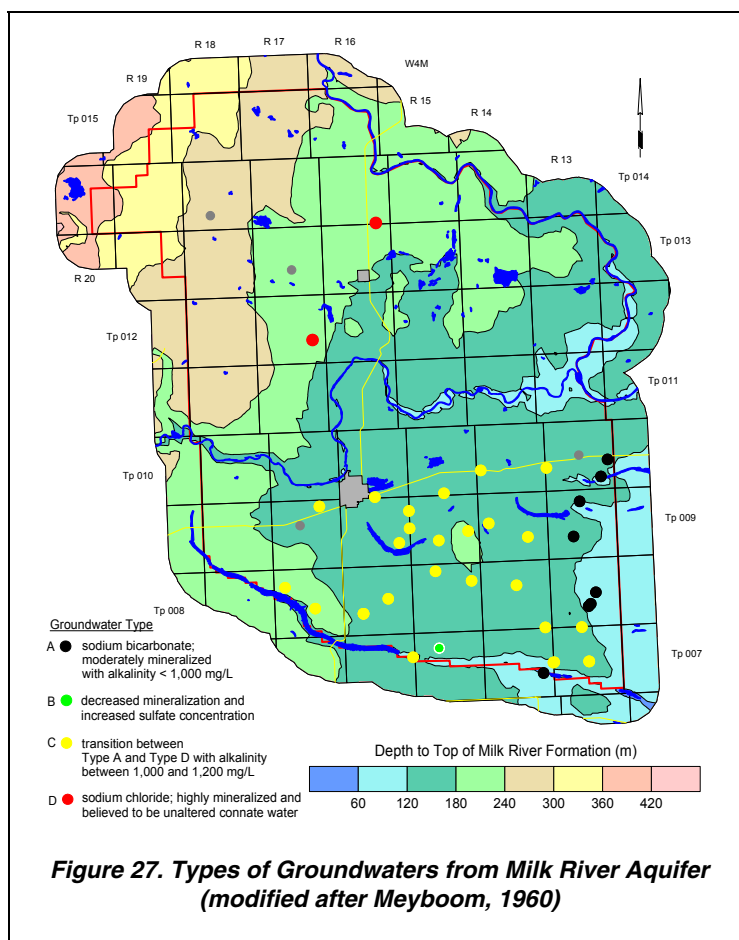 R 18
R 17
R 16
W4M
R 19
R 15
Tp 015
R 14
R 13
Tp 014
Tp 013
R 20
Tp 012
Tp 011
Tp 010
Tp 009
Tp 008
Tp 007
Groundwater Type
A sodium bicarbonate;
moderately mineralized
with alkalinity < 1,000 mg/L
B decreased mineralization and
increased sulfate concentration
C transition between
Type A and Type D with alkalinity
between 1,000 and 1,200 mg/L
D sodium chloride; highly mineralized and
believed to be unaltered connate water
Depth to Top of Milk River Formation (m)
60 120 180 240 300 360 420
Figure 27. Types of Groundwaters from Milk River Aquifer
(modified after Meyboom, 1960)